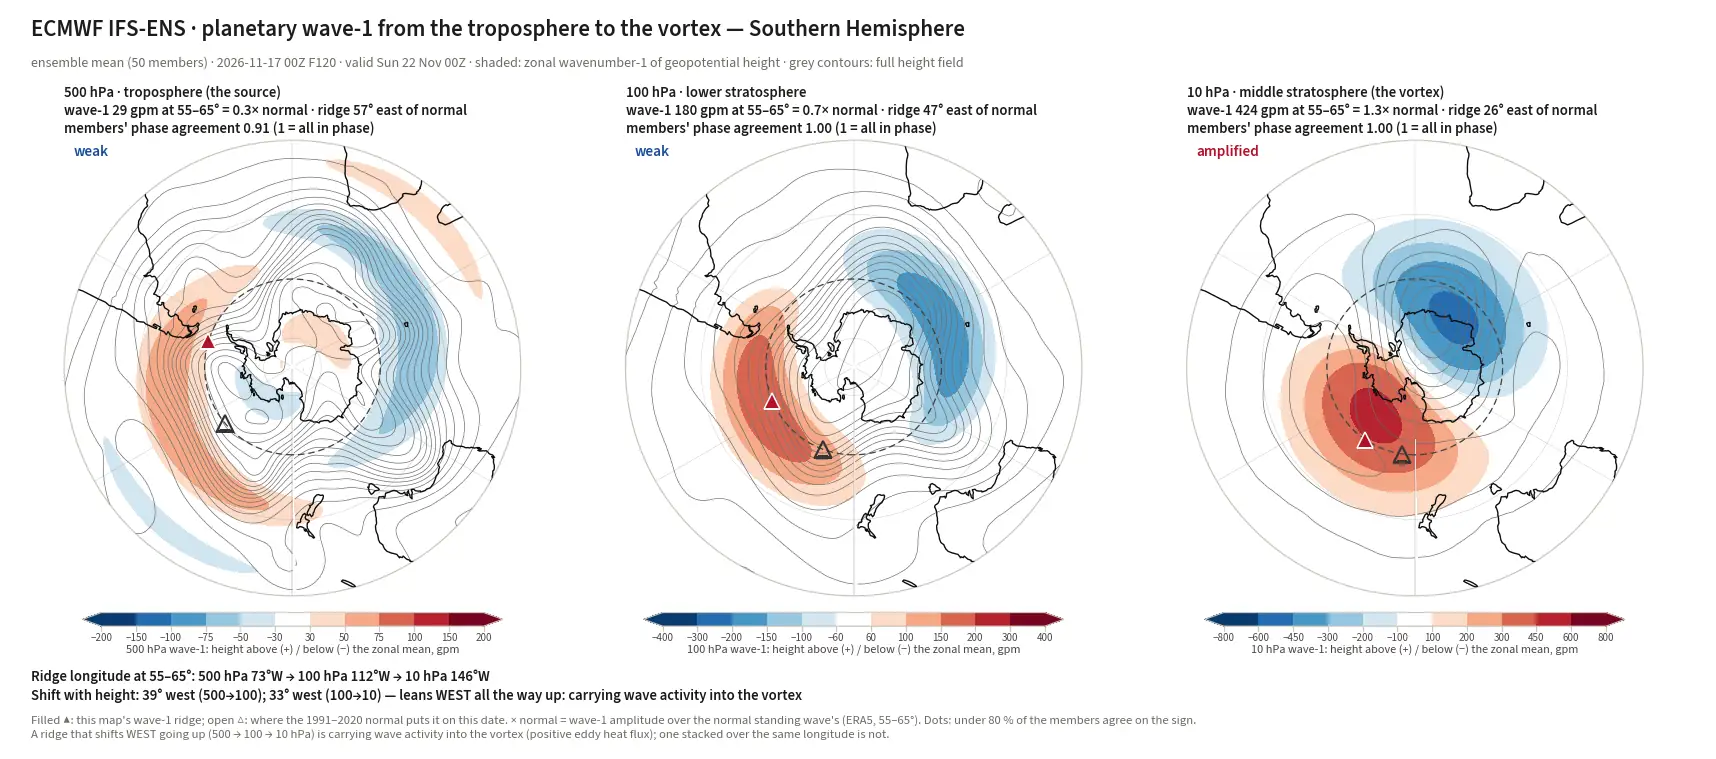 ECMWF IFS-ENS · planetary wave-1 from the troposphere to the vortex — Southern Hemisphere
ensemble mean (50 members) · 2026-11-17 00Z F120 · valid Sun 22 Nov 00Z · shaded: zonal wavenumber-1 of geopotential height · grey contours: full height field
500 hPa · troposphere (the source)
wave-1 29 gpm at 55–65° = 0.3× normal · ridge 57° east of normal
members' phase agreement 0.91 (1 = all in phase)
weak
100 hPa · lower stratosphere
wave-1 180 gpm at 55–65° = 0.7× normal · ridge 47° east of normal
members' phase agreement 1.00 (1 = all in phase)
weak
10 hPa · middle stratosphere (the vortex)
wave-1 424 gpm at 55–65° = 1.3× normal · ridge 26° east of normal
members' phase agreement 1.00 (1 = all in phase)
amplified
−200 −150 −100 −75 −50 −30 30 50 75 100 150 200
500 hPa wave-1: height above (+) / below (−) the zonal mean, gpm
−400 −300 −200 −150 −100 −60 60 100 150 200 300 400
100 hPa wave-1: height above (+) / below (−) the zonal mean, gpm
−800 −600 −450 −300 −200 −100 100 200 300 450 600 800
10 hPa wave-1: height above (+) / below (−) the zonal mean, gpm
Ridge longitude at 55–65°: 500 hPa 73°W → 100 hPa 112°W → 10 hPa 146°W
Shift with height: 39° west (500→100); 33° west (100→10) — leans WEST all the way up: carrying wave activity into the vortex
Filled ▲: this map's wave-1 ridge; open △: where the 1991–2020 normal puts it on this date. × normal = wave-1 amplitude over the normal standing wave's (ERA5, 55–65°). Dots: under 80 % of the members agree on the sign.
A ridge that shifts WEST going up (500 → 100 → 10 hPa) is carrying wave activity into the vortex (positive eddy heat flux); one stacked over the same longitude is not.